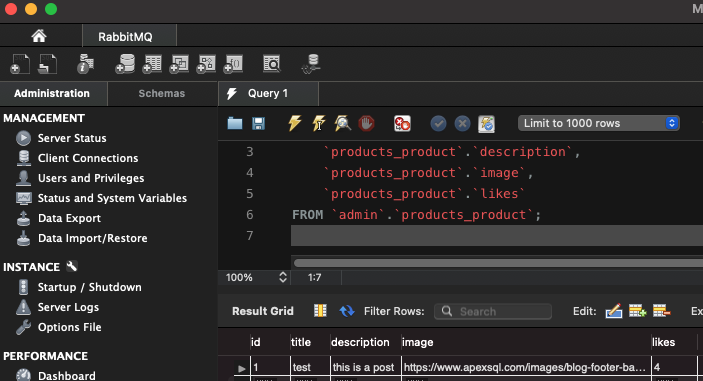 M
RabbitMQ
Administration
Schemas
Query 1
MANAGEMENT
Server Status
Client Connections
Users and Privileges
Status and System Variables
Data Export
Data Import/Restore
INSTANCE
Startup / Shutdown
Server Logs
Options File
PERFORMANCE
Dashboard
Limit to 1000 rows
3 `products_product`.`description`,
4 `products_product`.`image`,
5 `products_product`.`likes`
6 FROM `admin`.`products_product`;
7
100% 1:7
Result Grid Filter Rows: Search Edit: Ex
id title description image likes
1 test this is a post https://www.apexsql.com/images/blog-footer-ba... 4